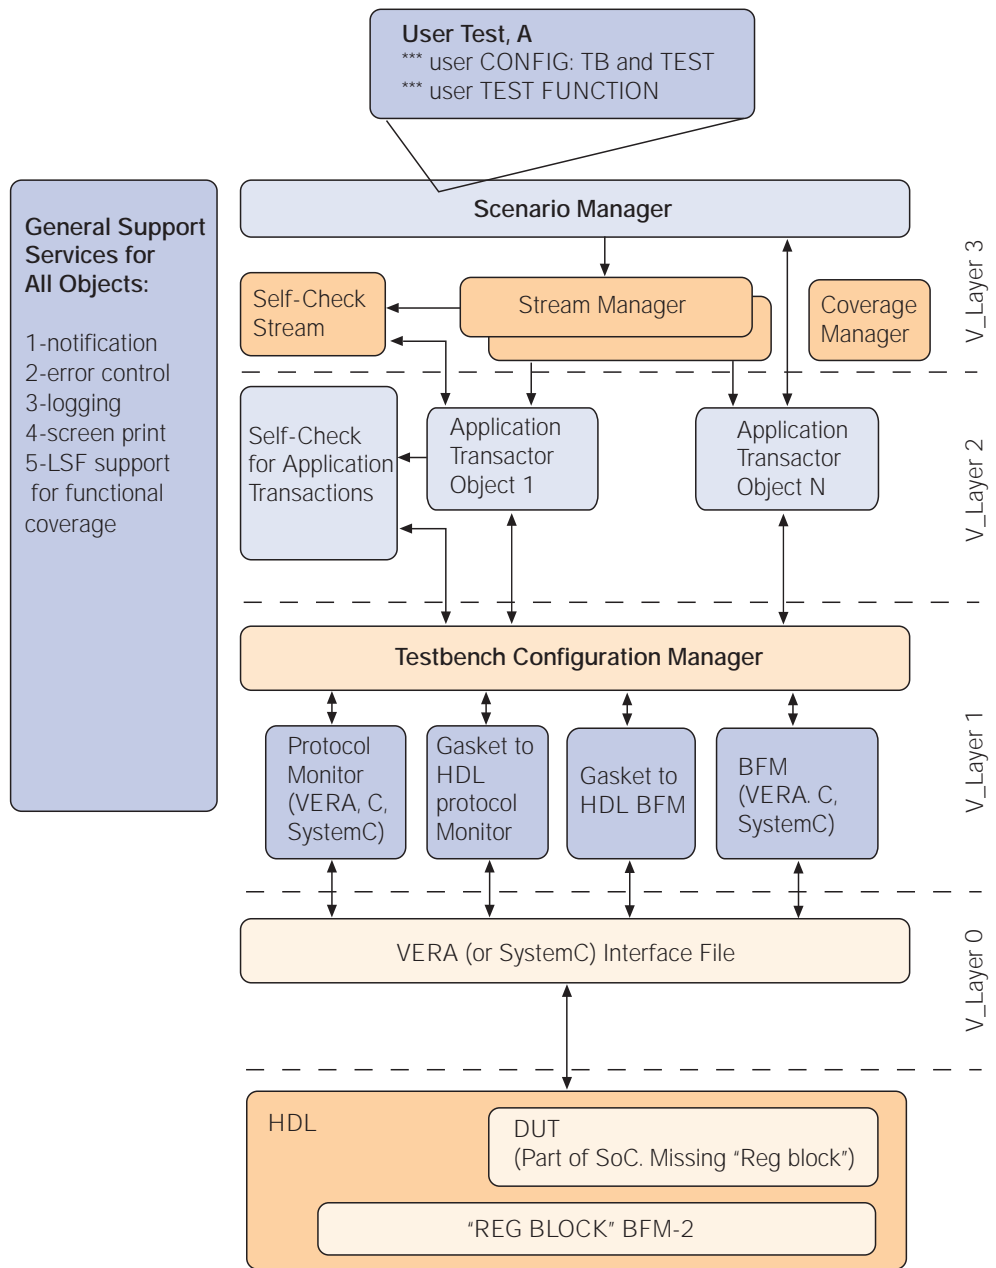 User Test, A
*** user CONFIG: TB and TEST
*** user TEST FUNCTION
General Support
Services for
All Objects:
1-notification
2-error control
3-logging
4-screen print
5-LSF support
for functional
coverage
Scenario Manager
Self-Check
Stream
Stream Manager
Coverage
Manager
V_Layer 3
Self-Check
for Application
Transactions
Application
Transactor
Object 1
Application
Transactor
Object N
V_Layer 2
Testbench Configuration Manager
Protocol
Monitor
(VERA, C,
SystemC)
Gasket to
HDL
protocol
Monitor
Gasket to
HDL BFM
BFM
(VERA. C,
SystemC)
V_Layer 1
VERA (or SystemC) Interface File
V_Layer 0
HDL
DUT
(Part of SoC. Missing “Reg block”)
“REG BLOCK” BFM-2